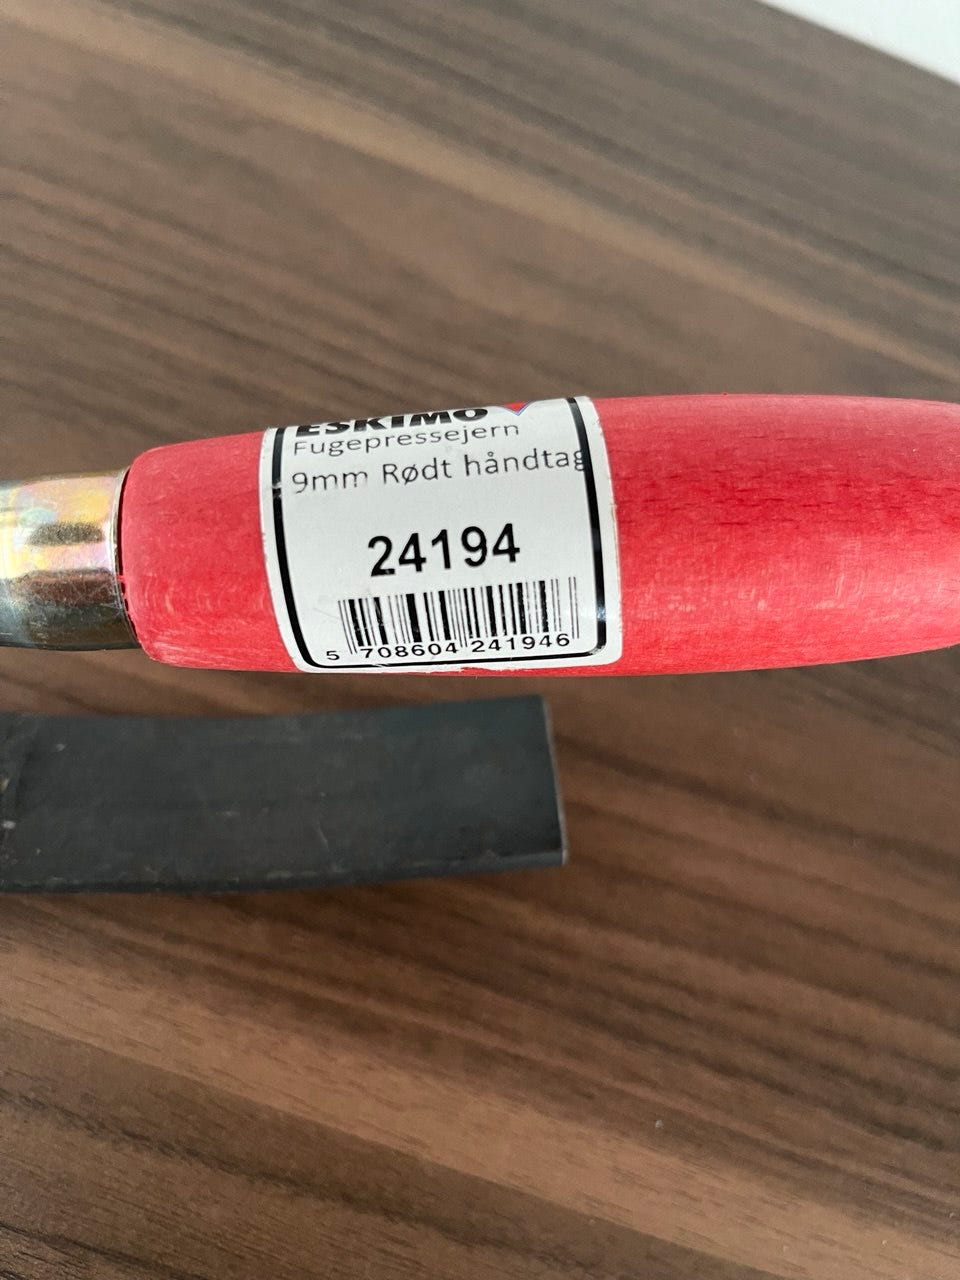 ESKIMO
Fugepressejern
9mm Rødt håndtag
24194
5 708604 241946